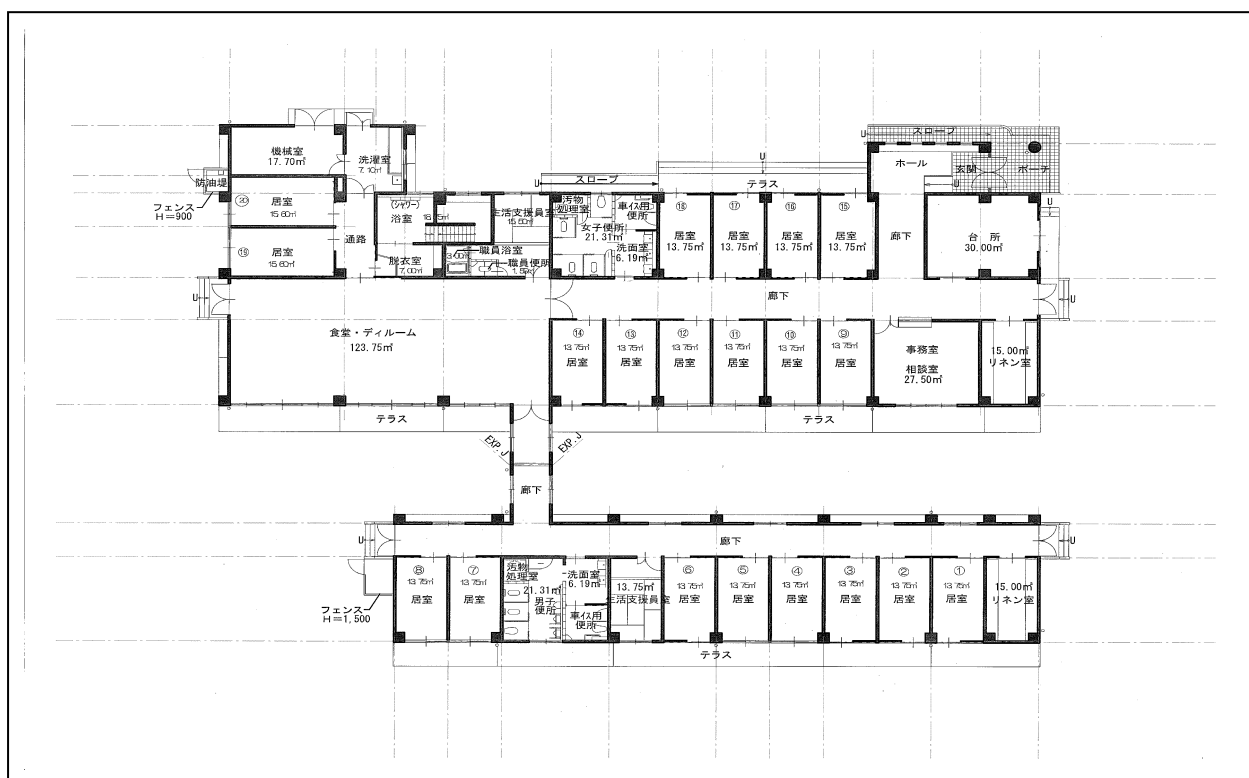 スロープ
機械室
17.70㎡
洗濯室
7.10㎡
ホール
玄関
ポーチ
U
防油堤
フェンス
H=900
⑳
居室
15.60㎡
(シャワー)
浴室
生活支援員室
15.50㎡
スロープ
U
テラス
汚物
処理室
車イス用
便所
女子便所
21.31㎡
洗面室
6.19㎡
⑱
居室
13.75㎡
⑰
居室
13.75㎡
⑯
居室
13.75㎡
⑮
居室
13.75㎡
廊下
台所
30.00㎡
U
通路
⑲
居室
15.60㎡
脱衣室
7.00㎡
職員浴室
職員便所
U
廊下
U
食堂・ディルーム
123.75㎡
⑭
13.75㎡
居室
⑬
13.75㎡
居室
⑫
13.75㎡
居室
⑪
13.75㎡
居室
⑩
13.75㎡
居室
⑨
13.75㎡
居室
事務室
相談室
27.50㎡
15.00㎡
リネン室
テラス
テラス
EXP.J
EXP.J
廊下
U
廊下
U
⑧
13.75㎡
居室
⑦
13.75㎡
居室
汚物
処理室
21.31㎡
男子
便所
洗面室
6.19㎡
車イス用
便所
13.75㎡
生活支援員室
⑥
13.75㎡
居室
⑤
13.75㎡
居室
④
13.75㎡
居室
③
13.75㎡
居室
②
13.75㎡
居室
①
13.75㎡
居室
15.00㎡
リネン室
フェンス
H=1,500
テラス